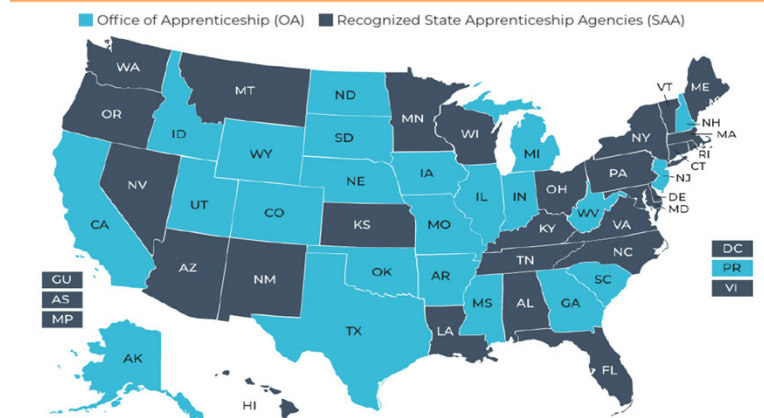 Office of Apprenticeship (OA) Recognized State Apprenticeship Agencies (SAA)
WA
MT
ND
MN
VT
ME
OR
ID
SD
WI
NY
NH
MA
WY
MI
RI
CT
NV
NE
IA
PA
NJ
CA
UT
CO
IL
IN
OH
DE
MD
WV
KS
MO
KY
VA
DC
AZ
NM
OK
AR
TN
NC
PR
GU
SC
VI
AS
MS
AL
GA
MP
TX
LA
AK
FL
HI